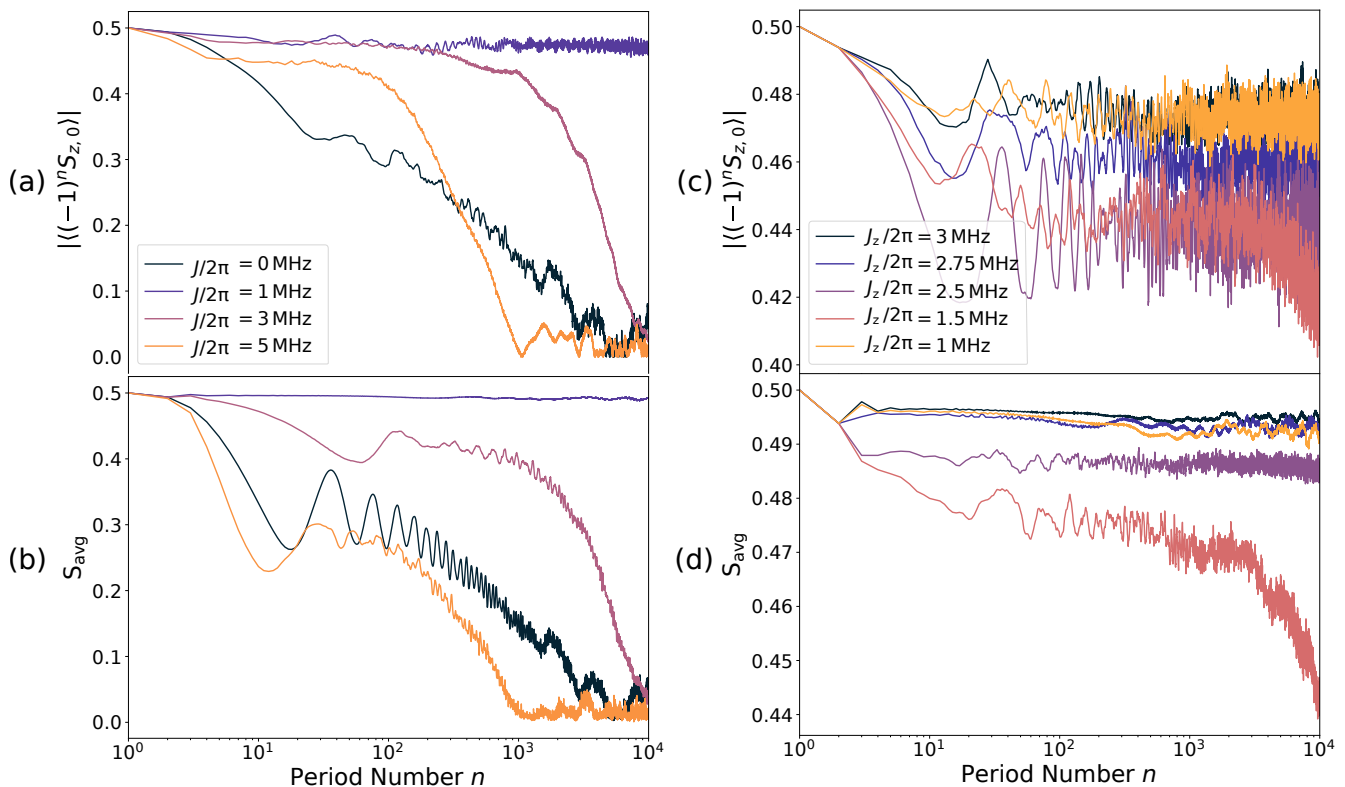 (a)
|⟨(−1)ⁿS_{z, 0}⟩|
0.5
0.4
0.3
0.2
0.1
0.0
J/2π = 0 MHz
J/2π = 1 MHz
J/2π = 3 MHz
J/2π = 5 MHz
(b)
S_{avg}
0.5
0.4
0.3
0.2
0.1
0.0
10⁰
10¹
10²
10³
10⁴
Period Number n
(c)
|⟨(−1)ⁿS_{z, 0}⟩|
0.50
0.48
0.46
0.44
0.42
0.40
J_z/2π = 3 MHz
J_z/2π = 2.75 MHz
J_z/2π = 2.5 MHz
J_z/2π = 1.5 MHz
J_z/2π = 1 MHz
(d)
S_{avg}
0.50
0.49
0.48
0.47
0.46
0.45
0.44
10⁰
10¹
10²
10³
10⁴
Period Number n